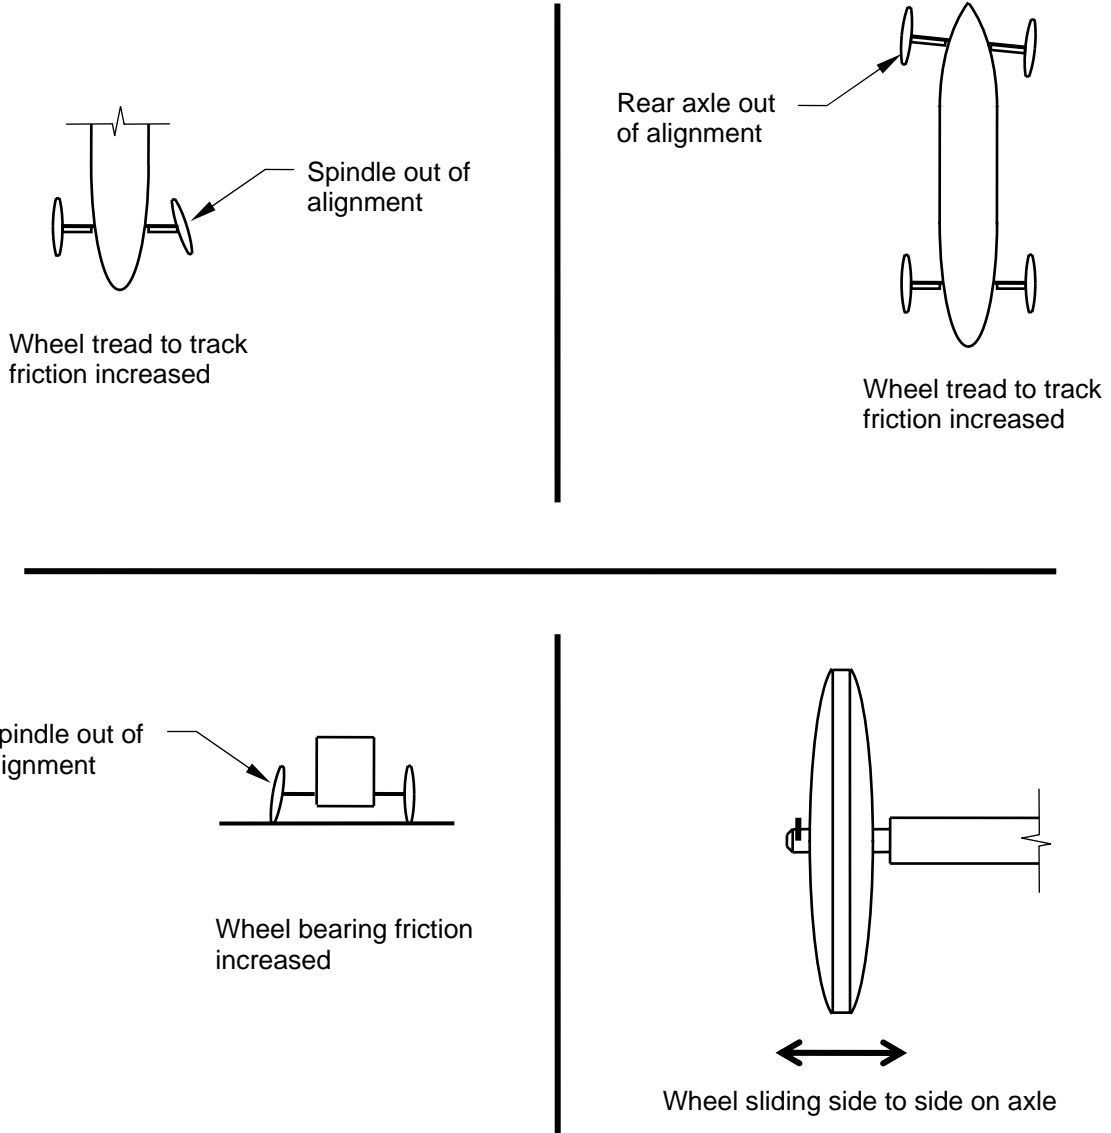 Spindle out of
alignment
Wheel tread to track
friction increased
Rear axle out
of alignment
Wheel tread to track
friction increased
pindle out of
ignment
Wheel bearing friction
increased
Wheel sliding side to side on axle